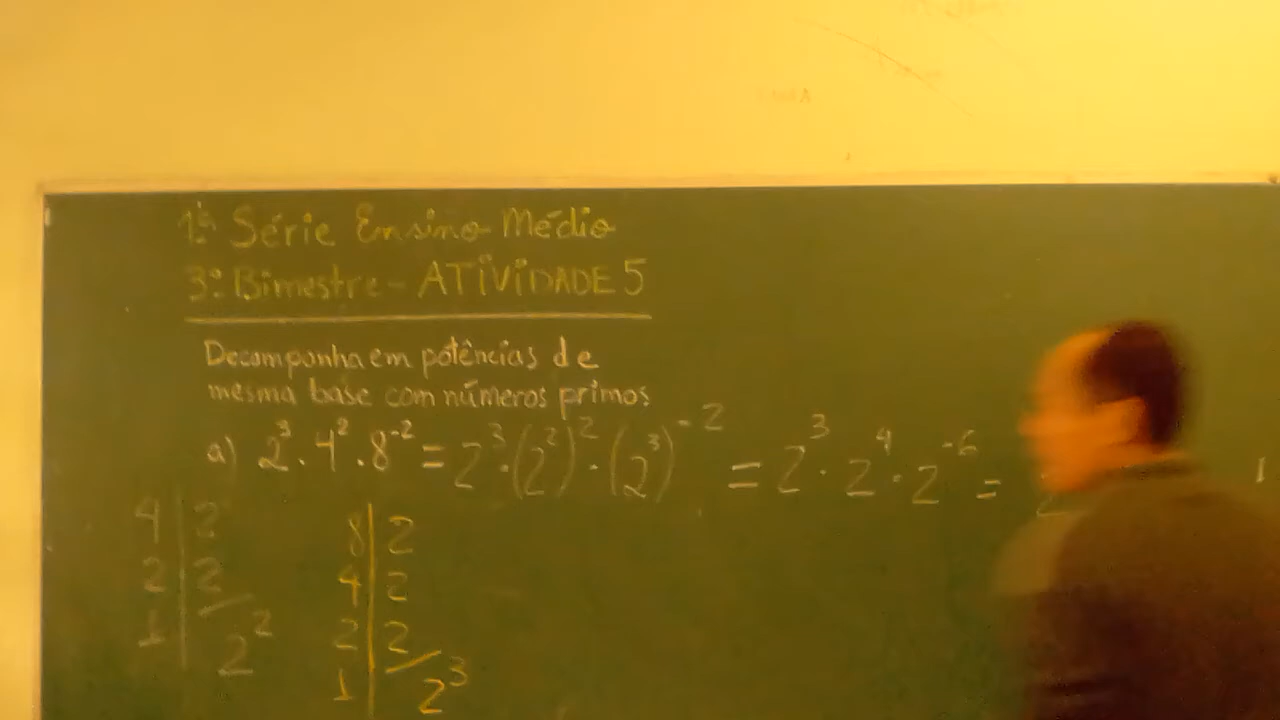 1ª Série Ensino Médio
3º Bimestre - ATIVIDADE 5
Decomponha em potências de
mesma base com números primos
a) 2³ · 4² · 8⁻² = 2³ · (2²)² · (2³)⁻² = 2³ · 2⁴ · 2⁻⁶ = 2
4 | 2
2 | 2
1 | 2²
8 | 2
4 | 2
2 | 2
1 | 2³